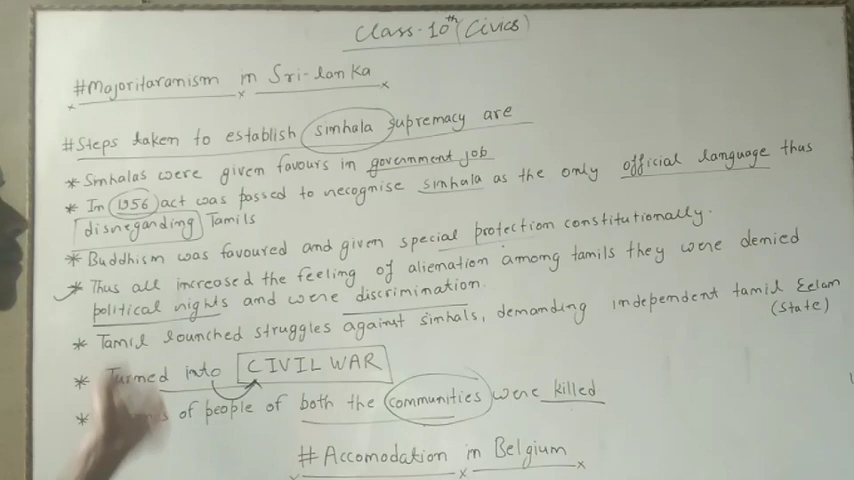 Class-10th (Civics)
#Majoritaranism in Sri-lanka
#Steps taken to establish simhala supremacy are
* Simhalas were given favours in government job
* In 1956 act was passed to recognise simhala as the only official language thus
disregarding Tamils
* Buddhism was favoured and given special protection constitutionally.
* Thus all increased the feeling of alienation among tamils they were denied
political rights and were discrimination.
* Tamil lounched struggles against simhals, demanding independent tamil Eelam
(state)
* Turned into CIVIL WAR
* of people of both the communities were killed
# Accomodation in Belgium